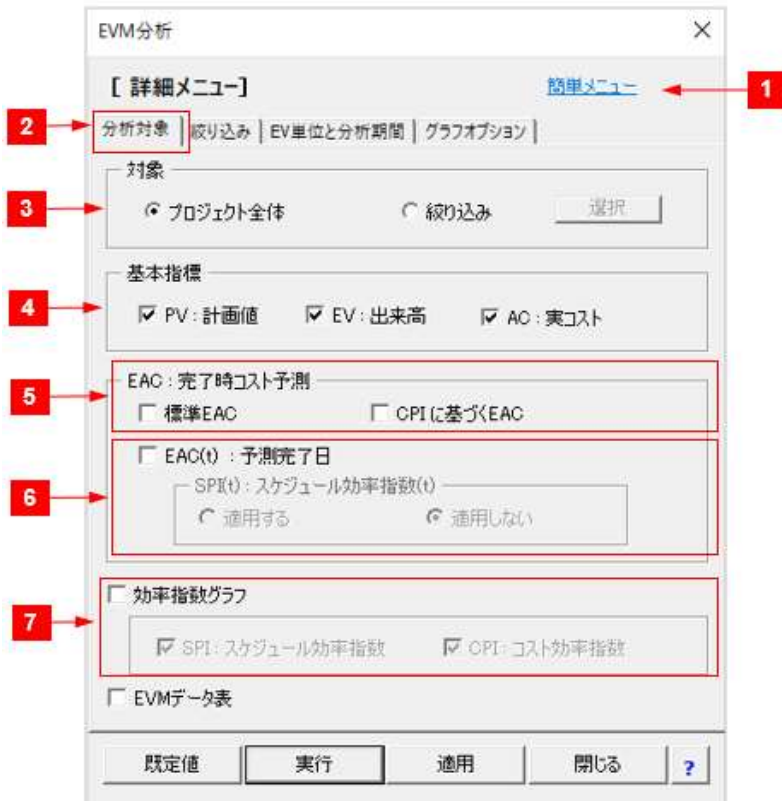 EVM分析
[ 詳細メニュー]
簡単メニュー
1
2
分析対象 絞り込み EV単位と分析期間 グラフオプション
対象
3
プロジェクト全体 絞り込み 選択
基本指標
4
PV:計画値 EV:出来高 AC:実コスト
EAC:完了時コスト予測
5
標準EAC CPIに基づくEAC
EAC(t) :予測完了日
SPI(t):スケジュール効率指数(t)
6
適用する 適用しない
効率指数グラフ
7
SPI:スケジュール効率指数 CPI:コスト効率指数
EVMデータ表
既定値 実行 適用 閉じる ?